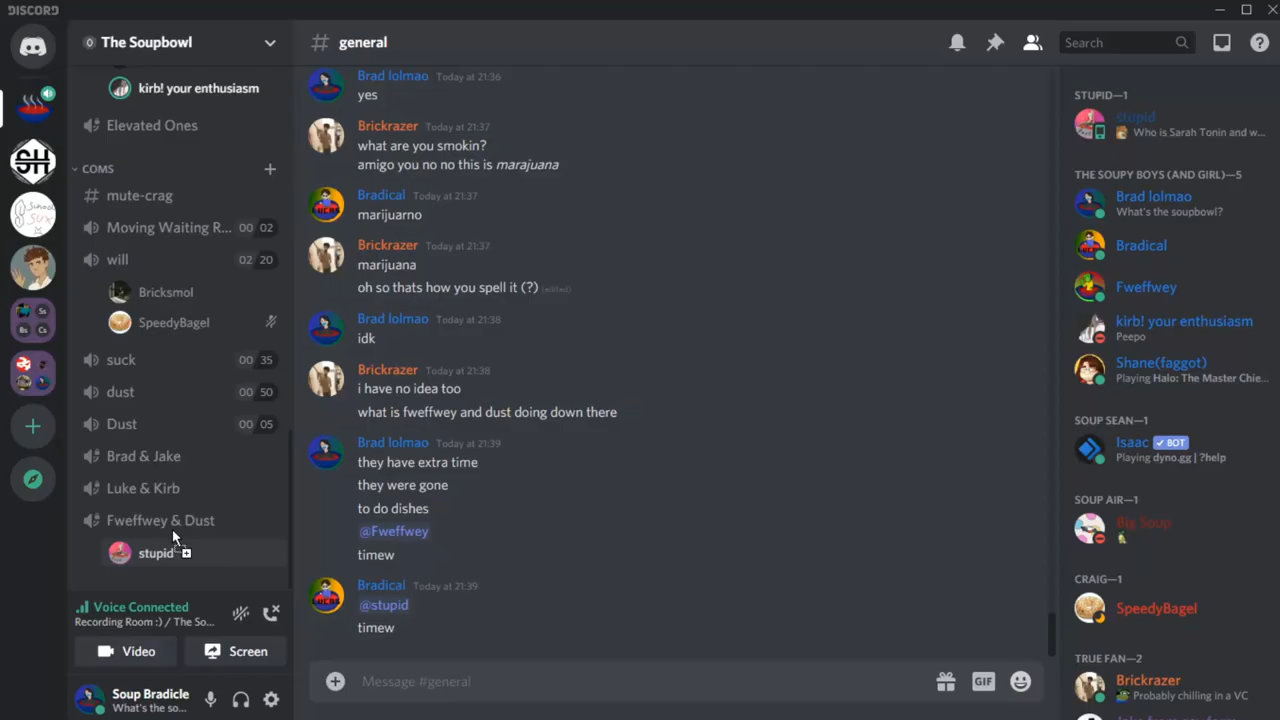 DISCORD
The Soupbowl
general
Search
kirb! your enthusiasm
Elevated Ones
COMS
mute-crag
Moving Waiting R... 00 02
will 02 20
Bricksmol
SpeedyBagel
suck 00 35
dust 00 50
Dust 00 05
Brad & Jake
Luke & Kirb
Fweffwey & Dust
stupid
Voice Connected
Recording Room :) / The So...
Video
Screen
Soup Bradicle
What's the so...
Brad lolmao Today at 21:36
yes
Brickrazer Today at 21:37
what are you smokin?
amigo you no no this is marajuana
Bradical Today at 21:37
marijuarno
Brickrazer Today at 21:37
marijuana
oh so thats how you spell it (?) (edited)
Brad lolmao Today at 21:38
idk
Brickrazer Today at 21:38
i have no idea too
what is fweffwey and dust doing down there
Brad lolmao Today at 21:39
they have extra time
they were gone
to do dishes
@Fweffwey
timew
Bradical Today at 21:39
@stupid
timew
Message #general
GIF
STUPID—1
stupid
Who is Sarah Tonin and w...
THE SOUPY BOYS (AND GIRL)—5
Brad lolmao
What's the soupbowl?
Bradical
Fweffwey
kirb! your enthusiasm
Peepo
Shane(faggot)
Playing Halo: The Master Chie...
SOUP SEAN—1
Isaac ✓ BOT
Playing dyno.gg | ?help
SOUP AIR—1
Big Soup
CRAIG—1
SpeedyBagel
TRUE FAN—2
Brickrazer
Probably chilling in a VC